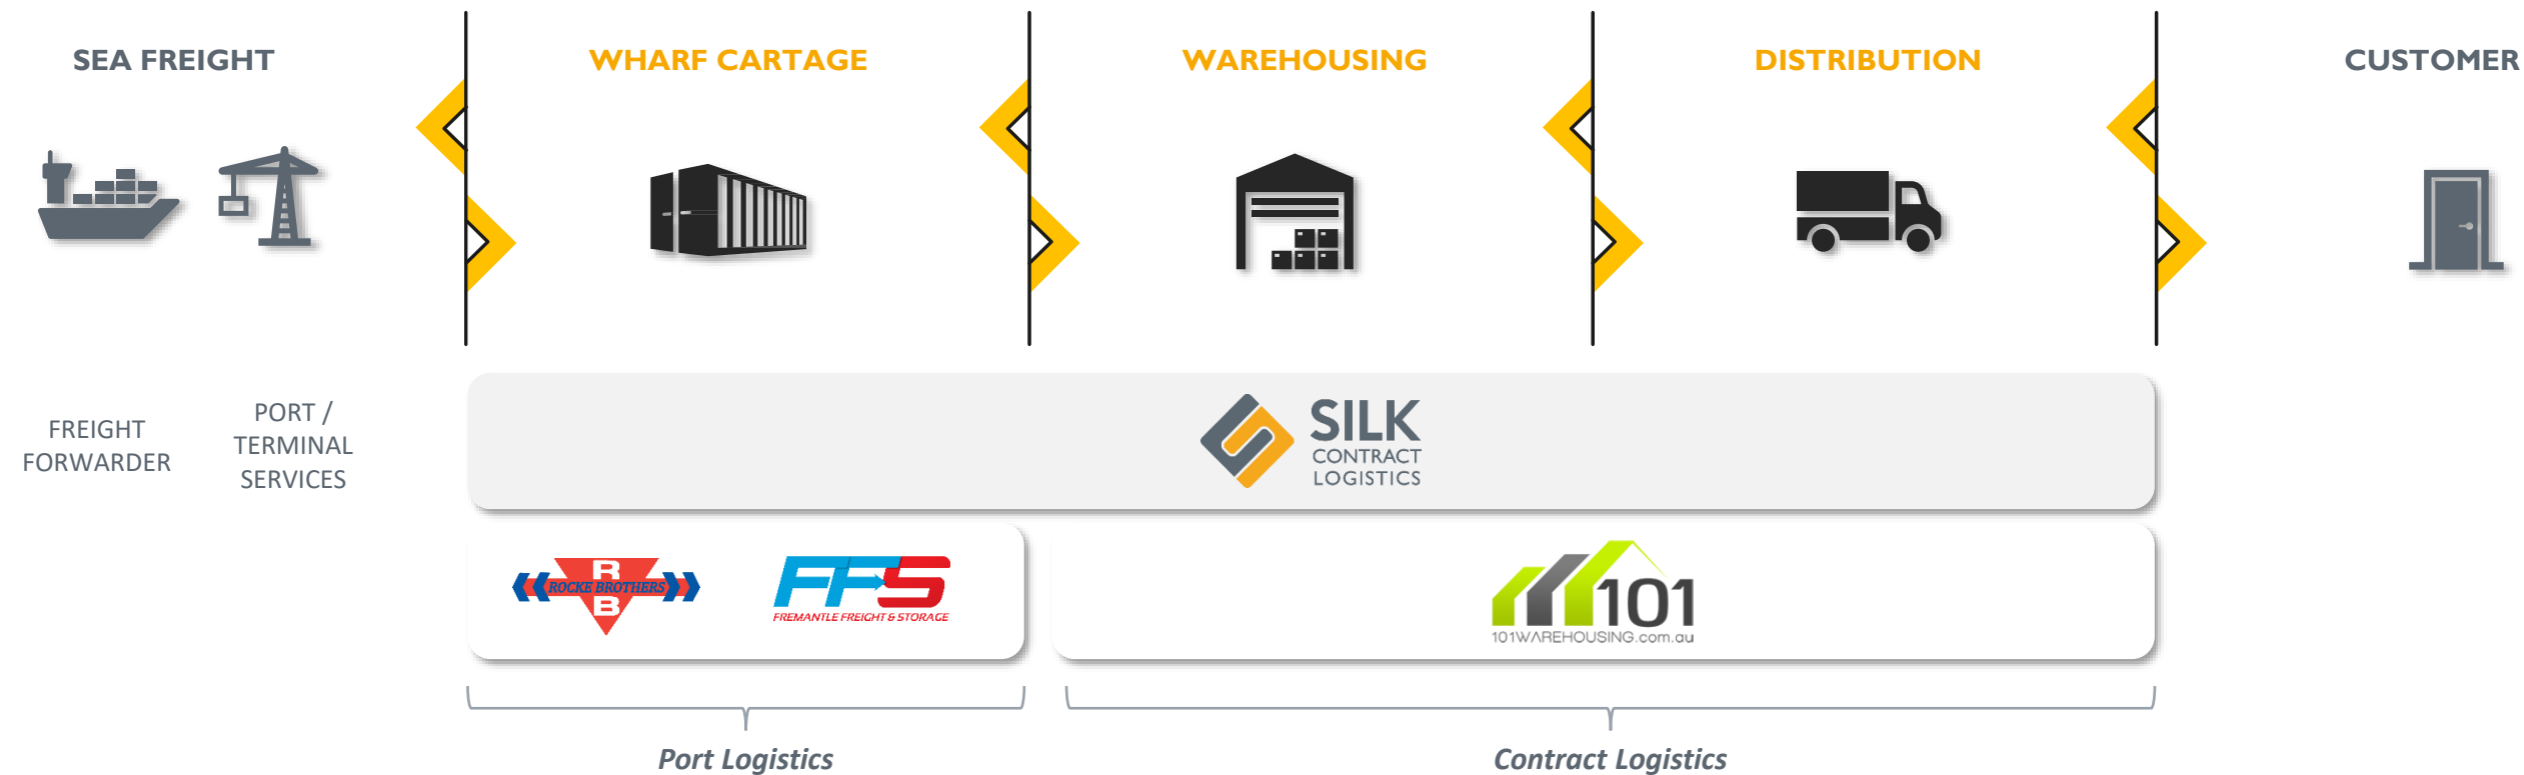 SEA FREIGHT
WHARF CARTAGE
WAREHOUSING
DISTRIBUTION
CUSTOMER
FREIGHT
FORWARDER
PORT /
TERMINAL
SERVICES
SILK
CONTRACT
LOGISTICS
R
ROCKE BROTHERS
B
FFS
FREMANTLE FREIGHT & STORAGE
101
101WAREHOUSING.com.au
Port Logistics
Contract Logistics